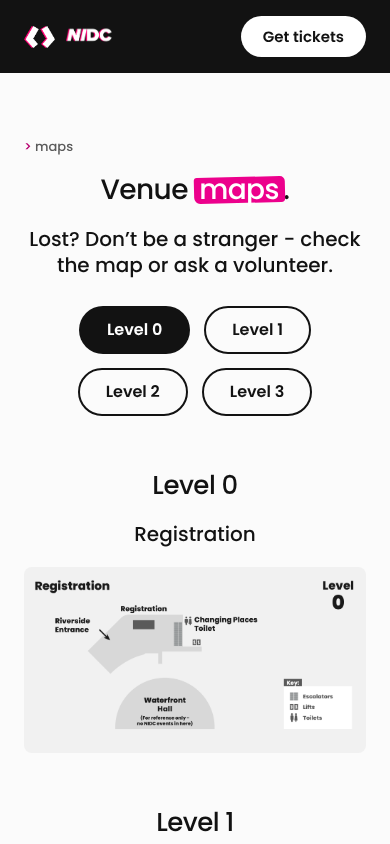 NIDC
Get tickets
> maps
Venue maps.
Lost? Don’t be a stranger - check
the map or ask a volunteer.
Level 0
Level 1
Level 2
Level 3
Level 0
Registration
Registration
Level
0
Registration
Riverside
Entrance
Changing Places
Toilet
Waterfront
Hall
(For reference only -
no NIDC events in here)
Key:
Escalators
Lifts
Toilets
Level 1